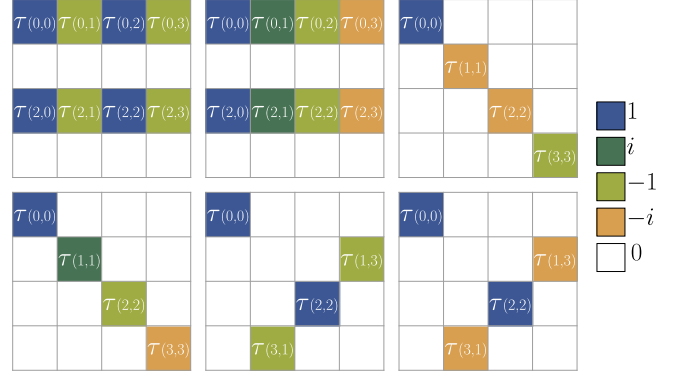 τ(0,0) τ(0,1) τ(0,2) τ(0,3)
τ(2,0) τ(2,1) τ(2,2) τ(2,3)
τ(0,0) τ(0,1) τ(0,2) τ(0,3)
τ(2,0) τ(2,1) τ(2,2) τ(2,3)
τ(0,0)
τ(1,1)
τ(2,2)
τ(3,3)
τ(0,0)
τ(1,1)
τ(2,2)
τ(3,3)
τ(0,0)
τ(1,3)
τ(2,2)
τ(3,1)
τ(0,0)
τ(1,3)
τ(2,2)
τ(3,1)
1
i
−1
−i
0